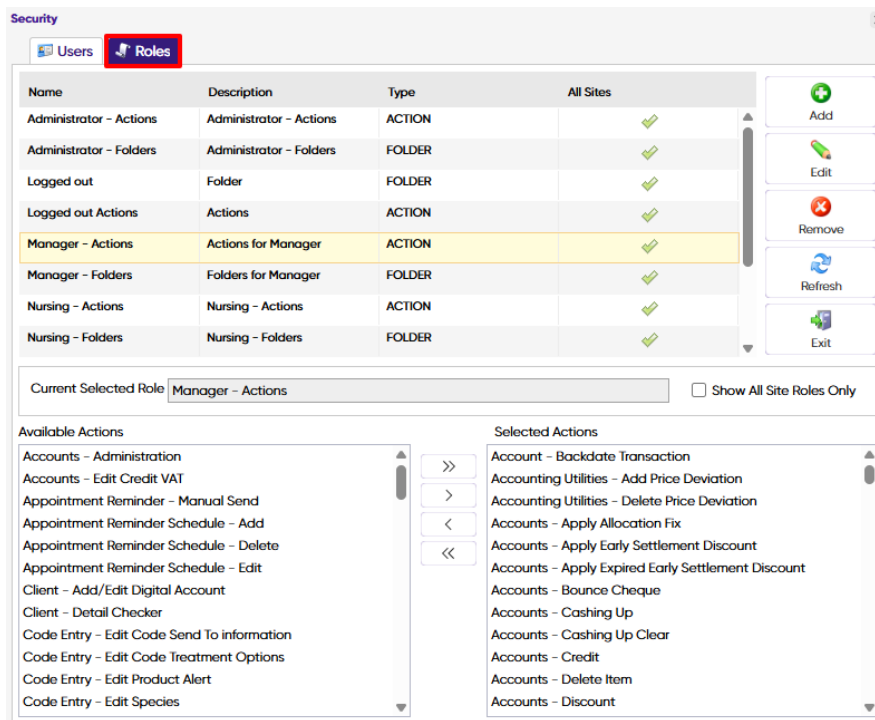 Security
Users Roles
Name Description Type All Sites
Administrator - Actions Administrator - Actions ACTION
Administrator - Folders Administrator - Folders FOLDER
Logged out Folder FOLDER
Logged out Actions Actions ACTION
Manager - Actions Actions for Manager ACTION
Manager - Folders Folders for Manager FOLDER
Nursing - Actions Nursing - Actions ACTION
Nursing - Folders Nursing - Folders FOLDER
Add
Edit
Remove
Refresh
Exit
Current Selected Role Manager - Actions Show All Site Roles Only
Available Actions
Accounts - Administration
Accounts - Edit Credit VAT
Appointment Reminder - Manual Send
Appointment Reminder Schedule - Add
Appointment Reminder Schedule - Delete
Appointment Reminder Schedule - Edit
Client - Add/Edit Digital Account
Client - Detail Checker
Code Entry - Edit Code Send To information
Code Entry - Edit Code Treatment Options
Code Entry - Edit Product Alert
Code Entry - Edit Species
>>
>
<
<<
Selected Actions
Account - Backdate Transaction
Accounting Utilities - Add Price Deviation
Accounting Utilities - Delete Price Deviation
Accounts - Apply Allocation Fix
Accounts - Apply Early Settlement Discount
Accounts - Apply Expired Early Settlement Discount
Accounts - Bounce Cheque
Accounts - Cashing Up
Accounts - Cashing Up Clear
Accounts - Credit
Accounts - Delete Item
Accounts - Discount